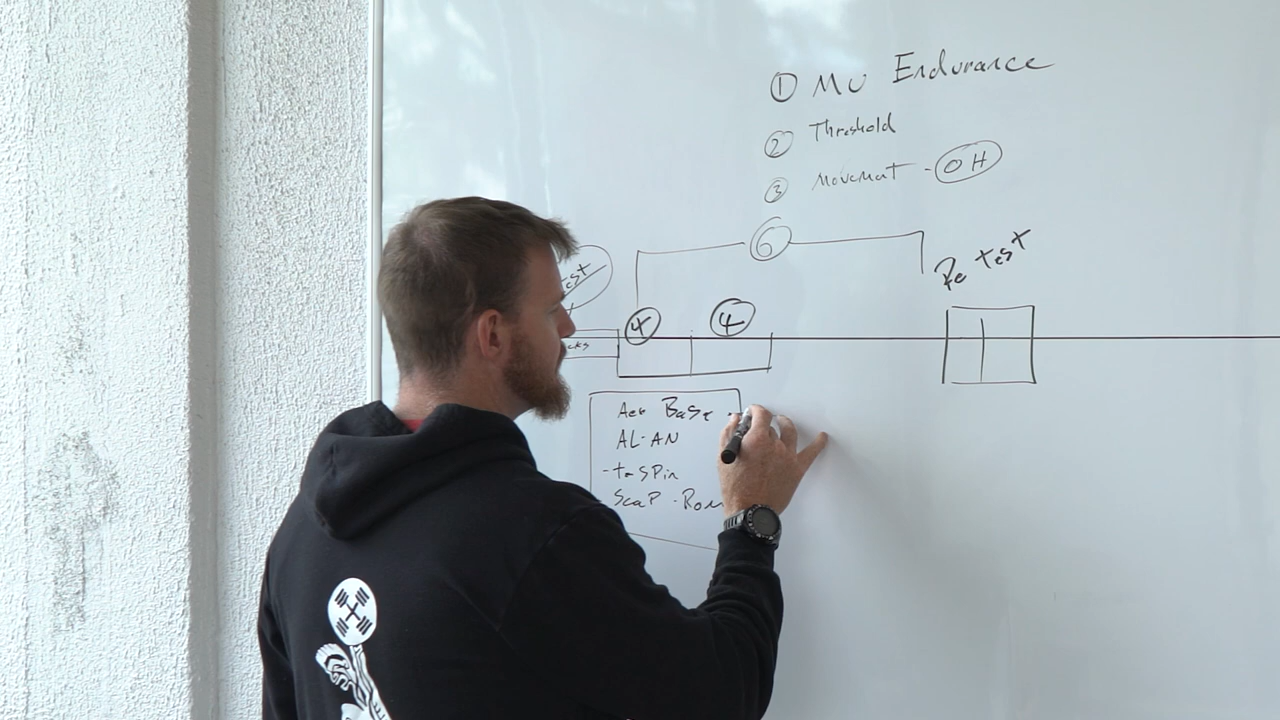 ① MU Endurance
② Threshold
③ Movement - OH
6
Re test
4 4
Aer Base
AL-AN
- T-SPin
Scap - Rom